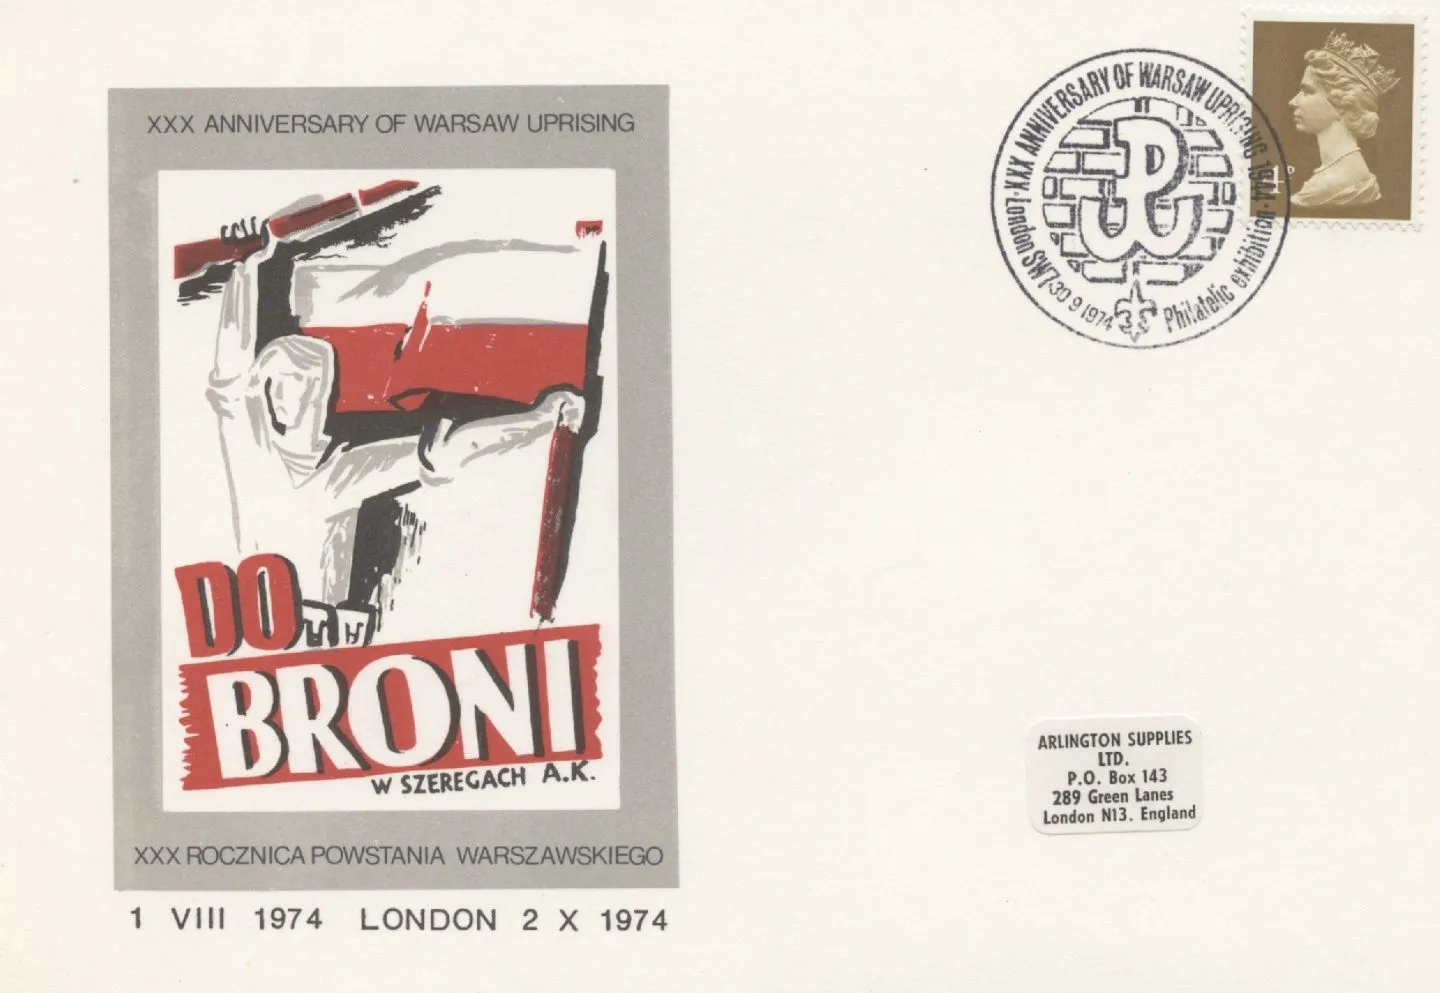 XXX ANNIVERSARY OF WARSAW UPRISING
DO
BRONI
W SZEREGACH A.K.
XXX ROCZNICA POWSTANIA WARSZAWSKIEGO
1 VIII 1974 LONDON 2 X 1974
XXX ANNIVERSARY OF WARSAW UPRISING 1944
London SW7
30 9 1974
Philatelic exhibition
PW
4P
ARLINGTON SUPPLIES
LTD.
P.O. Box 143
289 Green Lanes
London N13. England